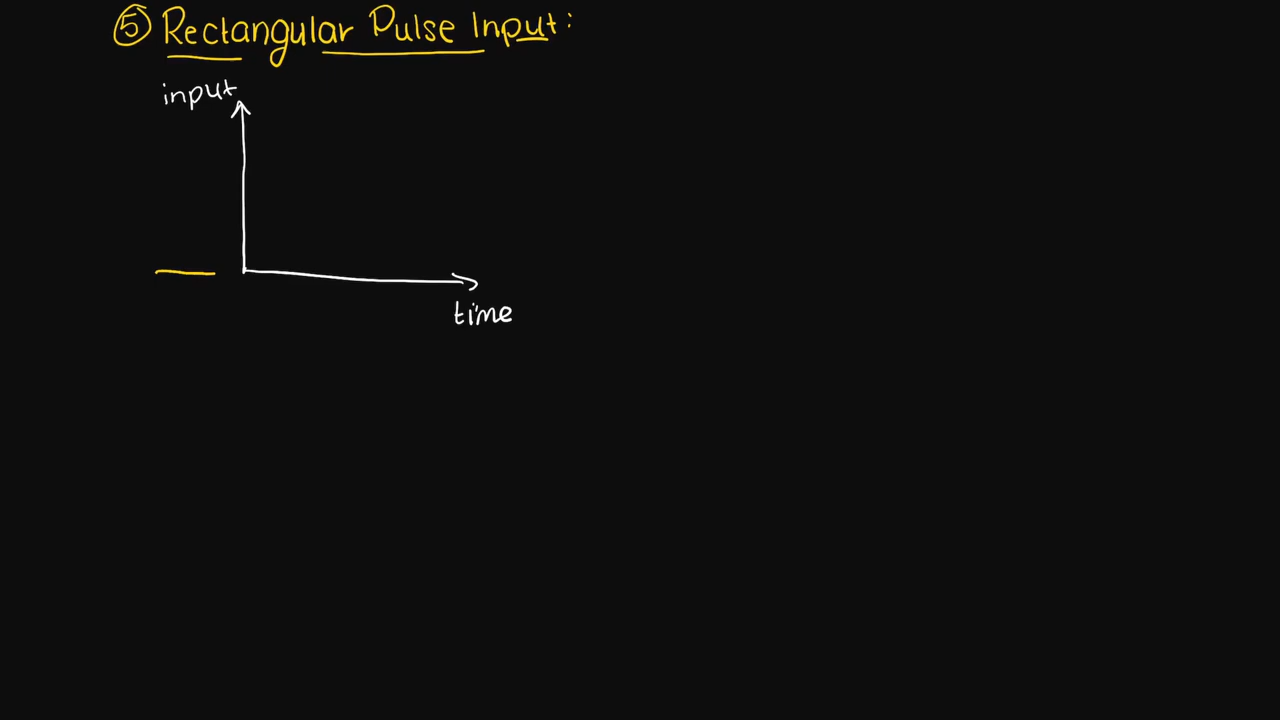 ⑤ Rectangular Pulse Input:
input
time